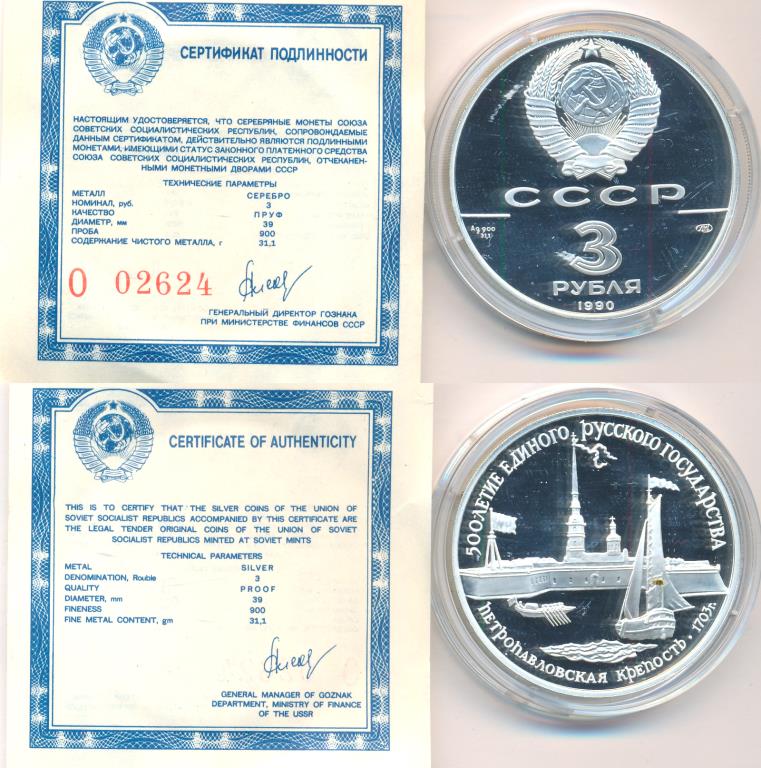 СЕРТИФИКАТ ПОДЛИННОСТИ
НАСТОЯЩИМ УДОСТОВЕРЯЕТСЯ, ЧТО СЕРЕБРЯНЫЕ МОНЕТЫ СОЮЗА
СОВЕТСКИХ СОЦИАЛИСТИЧЕСКИХ РЕСПУБЛИК, СОПРОВОЖДАЕМЫЕ
ДАННЫМ СЕРТИФИКАТОМ, ДЕЙСТВИТЕЛЬНО ЯВЛЯЮТСЯ ПОДЛИННЫМИ
МОНЕТАМИ, ИМЕЮЩИМИ СТАТУС ЗАКОННОГО ПЛАТЕЖНОГО СРЕДСТВА
СОЮЗА СОВЕТСКИХ СОЦИАЛИСТИЧЕСКИХ РЕСПУБЛИК, ОТЧЕКАНЕН-
НЫМИ МОНЕТНЫМИ ДВОРАМИ СССР
ТЕХНИЧЕСКИЕ ПАРАМЕТРЫ
МЕТАЛЛ СЕРЕБРО
НОМИНАЛ, руб. 3
КАЧЕСТВО ПРУФ
ДИАМЕТР, мм 39
ПРОБА 900
СОДЕРЖАНИЕ ЧИСТОГО МЕТАЛЛА, г 31,1
О 02624
ГЕНЕРАЛЬНЫЙ ДИРЕКТОР ГОЗНАКА
ПРИ МИНИСТЕРСТВЕ ФИНАНСОВ СССР
СССР
Ag 900
31,1
ЛМД
3
РУБЛЯ
1990
CERTIFICATE OF AUTHENTICITY
THIS IS TO CERTIFY THAT THE SILVER COINS OF THE UNION OF
SOVIET SOCIALIST REPUBLICS ACCOMPANIED BY THIS CERTIFICATE ARE
THE LEGAL TENDER ORIGINAL COINS OF THE UNION OF SOVIET
SOCIALIST REPUBLICS MINTED AT SOVIET MINTS
TECHNICAL PARAMETERS
METAL SILVER
DENOMINATION, Rouble 3
QUALITY PROOF
DIAMETER, mm 39
FINENESS 900
FINE METAL CONTENT, gm 31,1
GENERAL MANAGER OF GOZNAK
DEPARTMENT, MINISTRY OF FINANCE
OF THE USSR
500-ЛЕТИЕ ЕДИНОГО РУССКОГО ГОСУДАРСТВА
ПЕТРОПАВЛОВСКАЯ КРЕПОСТЬ • 1703г.